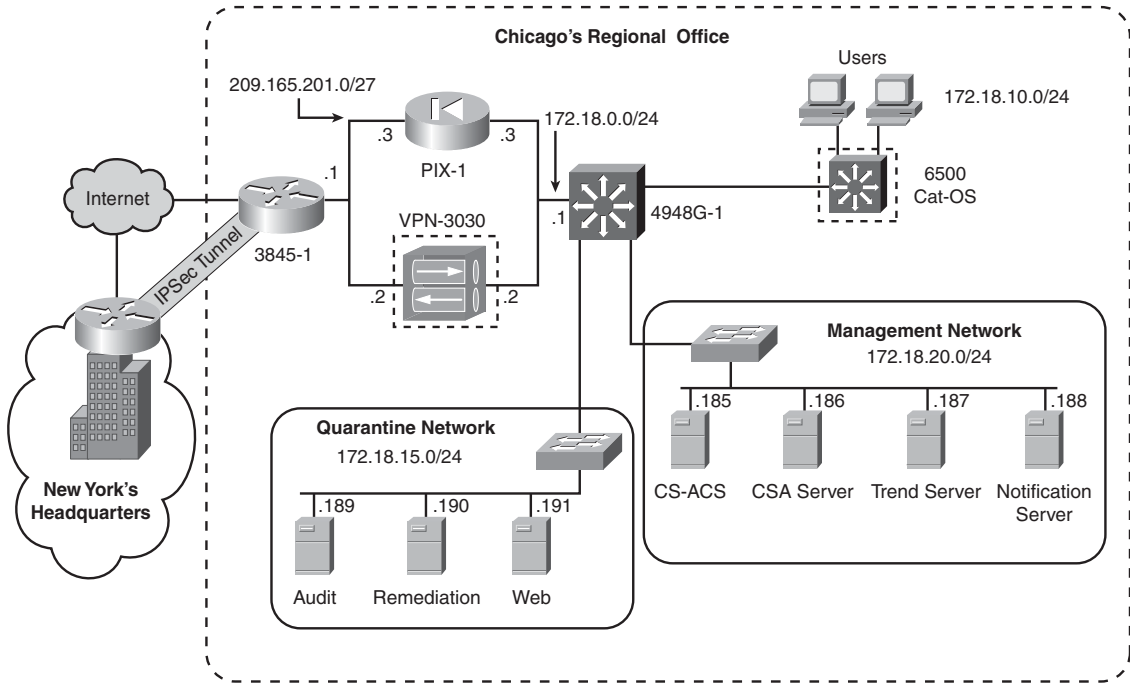 Chicago's Regional Office
Users
209.165.201.0/27
172.18.10.0/24
172.18.0.0/24
.3
.3
PIX-1
6500
Cat-OS
Internet
.1
3845-1
VPN-3030
.1
4948G-1
IPSec Tunnel
.2
.2
Management Network
172.18.20.0/24
.185
.186
.187
.188
CS-ACS
CSA Server
Trend Server
Notification
Server
Quarantine Network
172.18.15.0/24
.189
.190
.191
Audit
Remediation
Web
New York's
Headquarters